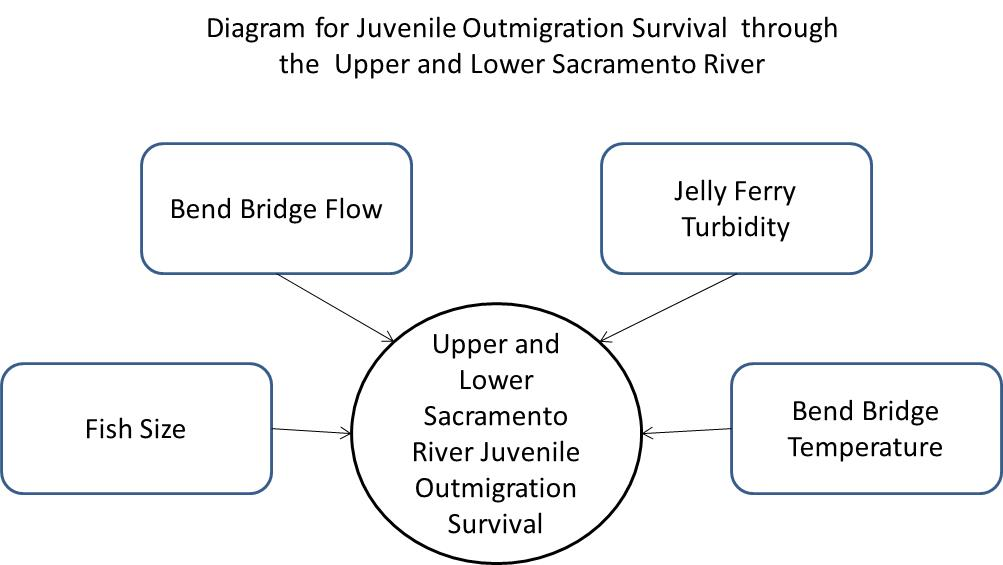 Diagram for Juvenile Outmigration Survival through
the Upper and Lower Sacramento River
Bend Bridge Flow
Jelly Ferry
Turbidity
Fish Size
Upper and
Lower
Sacramento
River Juvenile
Outmigration
Survival
Bend Bridge
Temperature